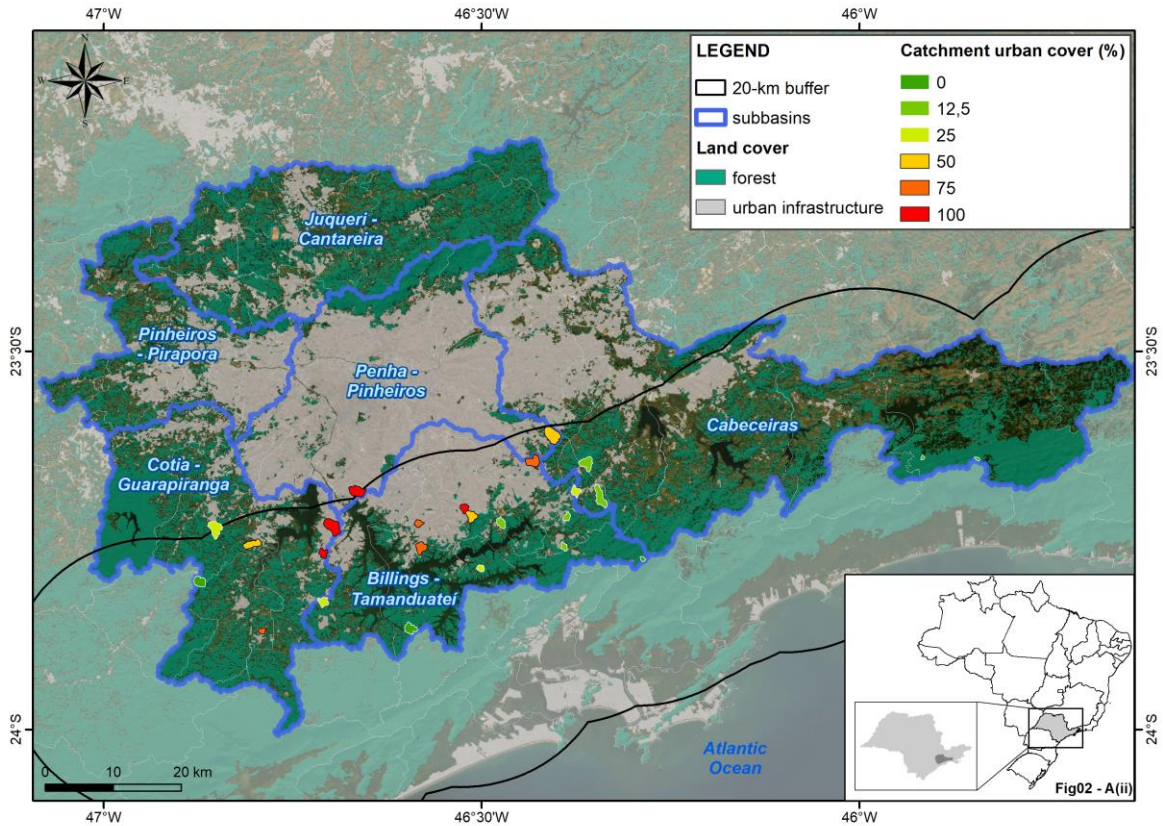 47°W
46°30'W
46°W
N
W
E
S
LEGEND
20-km buffer
subbasins
Land cover
forest
urban infrastructure
Catchment urban cover (%)
0
12,5
25
50
75
100
Juqueri -
Cantareira
23°30'S
23°30'S
Pinheiros
- Pirapora
Penha -
Pinheiros
Cabeceiras
Cotia -
Guarapiranga
Billings -
Tamanduateí
24°S
24°S
Atlantic
Ocean
0 10 20 km
Fig02 - A(ii)
47°W
46°30'W
46°W